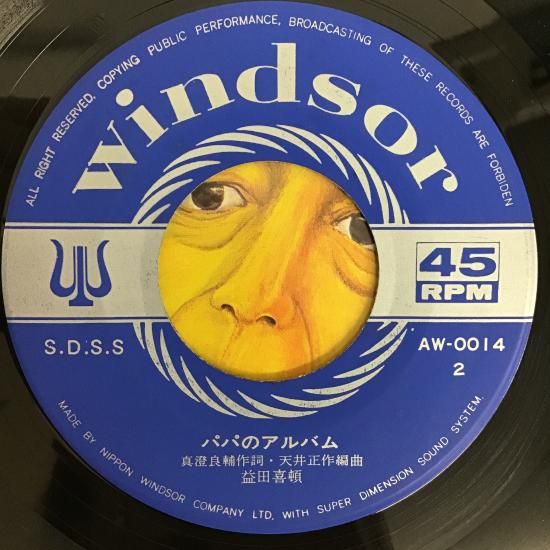 ALL RIGHT RESERVED. COPYING PUBLIC PERFORMANCE, BROADCASTING OF THESE RECORDS ARE FORBIDEN
windsor
45
RPM
S.D.S.S
AW-0014
2
パパのアルバム
真澄良輔作詞・天井正作編曲
益田喜頓
MADE BY NIPPON WINDSOR COMPANY LTD. WITH SUPER DIMENSION SOUND SYSTEM.